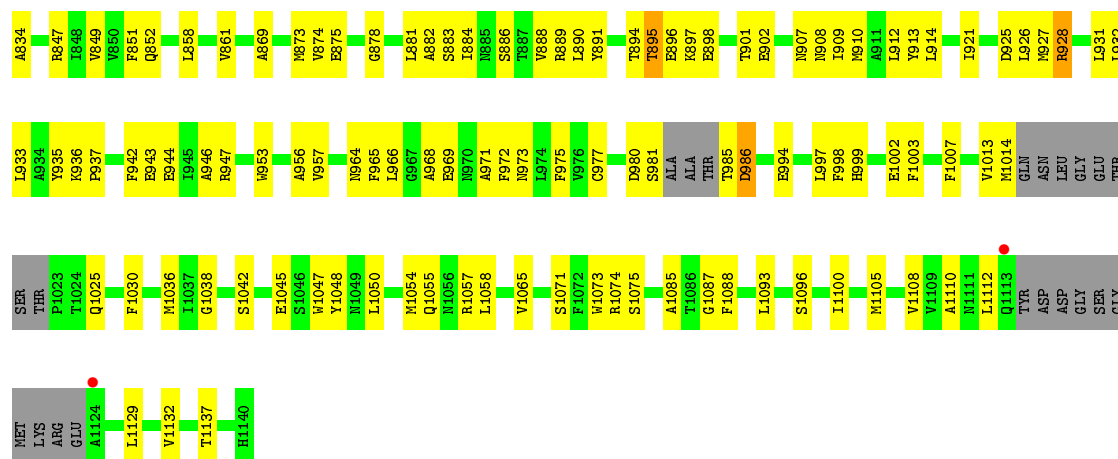 A834 R847 I848 V849 V850 F851 Q852 L858 V861 A869 M873 V874 E875 G878 L881 A882 S883 I884 N885 S886 T887 V888 R889 L890 Y891 T894 T895 E896 K897 E898 T901 E902 N907 N908 I909 M910 A911 L912 Y913 L914 I921 D925 L926 M927 R928 L931
L933 A934 Y935 K936 P937 F942 E943 E944 I945 A946 R947 W953 A956 V957 N964 F965 L966 G967 A968 E969 N970 A971 F972 N973 L974 F975 V976 C977 D980 S981 ALA ALA THR T985 D986 E994 L997 F998 H999 E1002 F1003 F1007 V1013 M1014 GLN ASN LEU GLY GLU THR
SER THR P1023 T1024 Q1025 F1030 M1036 I1037 G1038 S1042 E1045 S1046 W1047 Y1048 N1049 L1050 M1054 Q1055 N1056 R1057 L1058 V1065 S1071 F1072 W1073 R1074 S1075 A1085 T1086 G1087 F1088 L1093 S1096 I1100 M1105 V1108 V1109 A1110 N1111 L1112 Q1113 TYR ASP ASP GLY SER GLY
MET LYS ARG GLU A1124 L1129 V1132 T1137 H1140